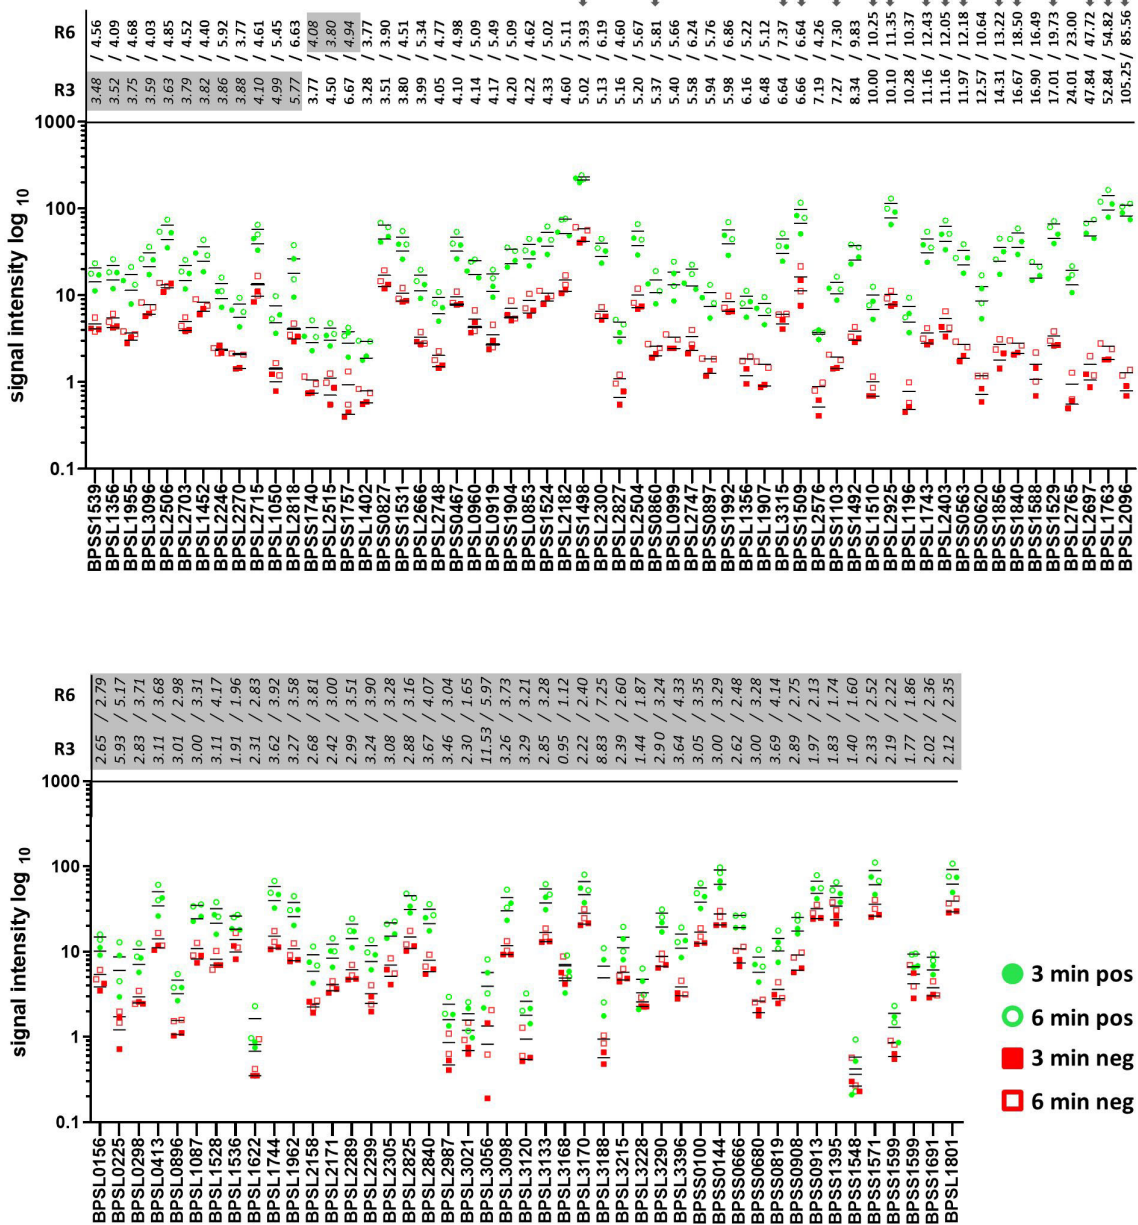 R6
R3
3.48 / 4.56
3.52 / 4.09
3.75 / 4.68
3.59 / 4.03
3.63 / 4.85
3.79 / 4.52
3.82 / 4.40
3.86 / 5.92
3.88 / 3.77
4.10 / 4.61
4.99 / 5.45
5.77 / 6.63
3.77 / 4.08
4.50 / 3.80
6.67 / 4.94
3.28 / 3.77
3.51 / 3.90
3.80 / 4.51
3.99 / 5.34
4.05 / 4.77
4.10 / 4.98
4.14 / 5.09
4.17 / 5.49
4.20 / 5.09
4.22 / 4.62
4.33 / 5.02
4.60 / 5.11
5.02 / 3.93
5.13 / 6.19
5.16 / 4.60
5.20 / 5.67
5.37 / 5.81
5.40 / 5.66
5.58 / 6.24
5.94 / 5.76
5.98 / 6.86
6.16 / 5.22
6.48 / 5.12
6.64 / 7.37
6.66 / 6.64
7.19 / 4.26
7.27 / 7.30
8.34 / 9.83
10.00 / 10.25
10.10 / 11.35
10.28 / 10.37
11.16 / 12.43
11.16 / 12.05
11.97 / 12.18
12.57 / 10.64
14.31 / 13.22
16.67 / 18.50
16.90 / 16.49
17.01 / 19.73
24.01 / 23.00
47.84 / 47.72
52.84 / 54.82
105.25 / 85.56
signal intensity log 10
1000
100
10
1
0.1
BPSS1539
BPSL1356
BPSL1955
BPSL3096
BPSL2506
BPSL2703
BPSL1452
BPSL2246
BPSL2270
BPSL2715
BPSL1050
BPSL2818
BPSS1740
BPSL2515
BPSS1757
BPSL1402
BPSS0827
BPSL1531
BPSL2666
BPSL2748
BPSS0467
BPSL0960
BPSL0919
BPSS1904
BPSL0853
BPSS1524
BPSL2182
BPSS1498
BPSL2300
BPSL2827
BPSL2504
BPSS0860
BPSL0999
BPSL2747
BPSS0897
BPSS1992
BPSL1356
BPSL1907
BPSL3315
BPSS1509
BPSL2576
BPSS1103
BPSS1492
BPSL1510
BPSL2925
BPSL1196
BPSL1743
BPSL2403
BPSS0563
BPSS0620
BPSS1856
BPSL1840
BPSS1588
BPSS1529
BPSL2765
BPSL2697
BPSL1763
BPSL2096
R6
R3
2.65 / 2.79
5.93 / 5.17
2.83 / 3.71
3.11 / 3.68
3.01 / 2.98
3.00 / 3.31
3.11 / 4.17
1.91 / 1.96
2.31 / 2.83
3.62 / 3.92
3.27 / 3.58
2.68 / 3.81
2.42 / 3.00
2.99 / 3.51
3.24 / 3.90
3.08 / 3.28
2.88 / 3.16
3.67 / 4.07
3.46 / 3.04
2.30 / 1.65
11.53 / 5.97
3.26 / 3.73
3.29 / 3.21
2.85 / 3.28
0.95 / 1.12
2.22 / 2.40
8.83 / 7.25
2.39 / 2.60
1.44 / 1.87
2.90 / 3.24
3.64 / 4.33
3.05 / 3.35
3.00 / 3.29
2.62 / 2.48
3.00 / 3.28
3.69 / 4.14
2.89 / 2.75
1.97 / 2.13
1.83 / 1.74
1.40 / 1.60
2.33 / 2.52
2.19 / 2.22
1.77 / 1.86
2.02 / 2.36
2.12 / 2.35
signal intensity log 10
1000
100
10
1
0.1
BPSL0156
BPSL0225
BPSL0298
BPSL0413
BPSL0896
BPSL1087
BPSL1528
BPSL1536
BPSL1622
BPSL1744
BPSL1962
BPSL2158
BPSL2171
BPSL2289
BPSL2299
BPSL2305
BPSL2825
BPSL2840
BPSL2987
BPSL3021
BPSL3056
BPSL3098
BPSL3120
BPSL3133
BPSL3168
BPSL3170
BPSL3188
BPSL3215
BPSL3228
BPSL3290
BPSL3396
BPSS0100
BPSS0144
BPSS0666
BPSS0680
BPSS0819
BPSS0908
BPSS0913
BPSS1395
BPSS1548
BPSS1571
BPSS1597
BPSS1599
BPSS1691
BPSL1801
3 min pos
6 min pos
3 min neg
6 min neg